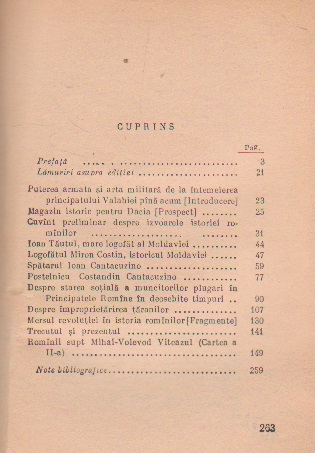 CUPRINS
Pag.
Prefață ..... . ........................... 3
Lămuriri asupra ediției .................... 21
Puterea armată și arta militară de la întemeierea
principatului Valahiei pînă acum [Introducere] 23
Magazin istoric pentru Dacia [Prospect] ........ 25
Cuvînt preliminar despre izvoarele istoriei ro-
mînilor ................. ....... 31
Ioan Tăutul, mare logofăt al Moldaviei ......... 44
Logofătul Miron Costin, istoricul Moldaviei ..... 47
Spătarul Ioan Cantacuzino ................. 59
Postelnicu Costandin Cantacuzino ............ 77
Despre starea soțială a muncitorilor plugari în
Principatele Romîne în deosebite timpuri .. 90
Despre împroprietărirea țăranilor ............ 107
Mersul revoluției în istoria romînilor [Fragmente] 130
Trecutul și prezentul ..................... 141
Romînii supt Mihai-Voievod Viteazul (Cartea a
II-a) ............................... 149
Note bibliografice......................... 259
263